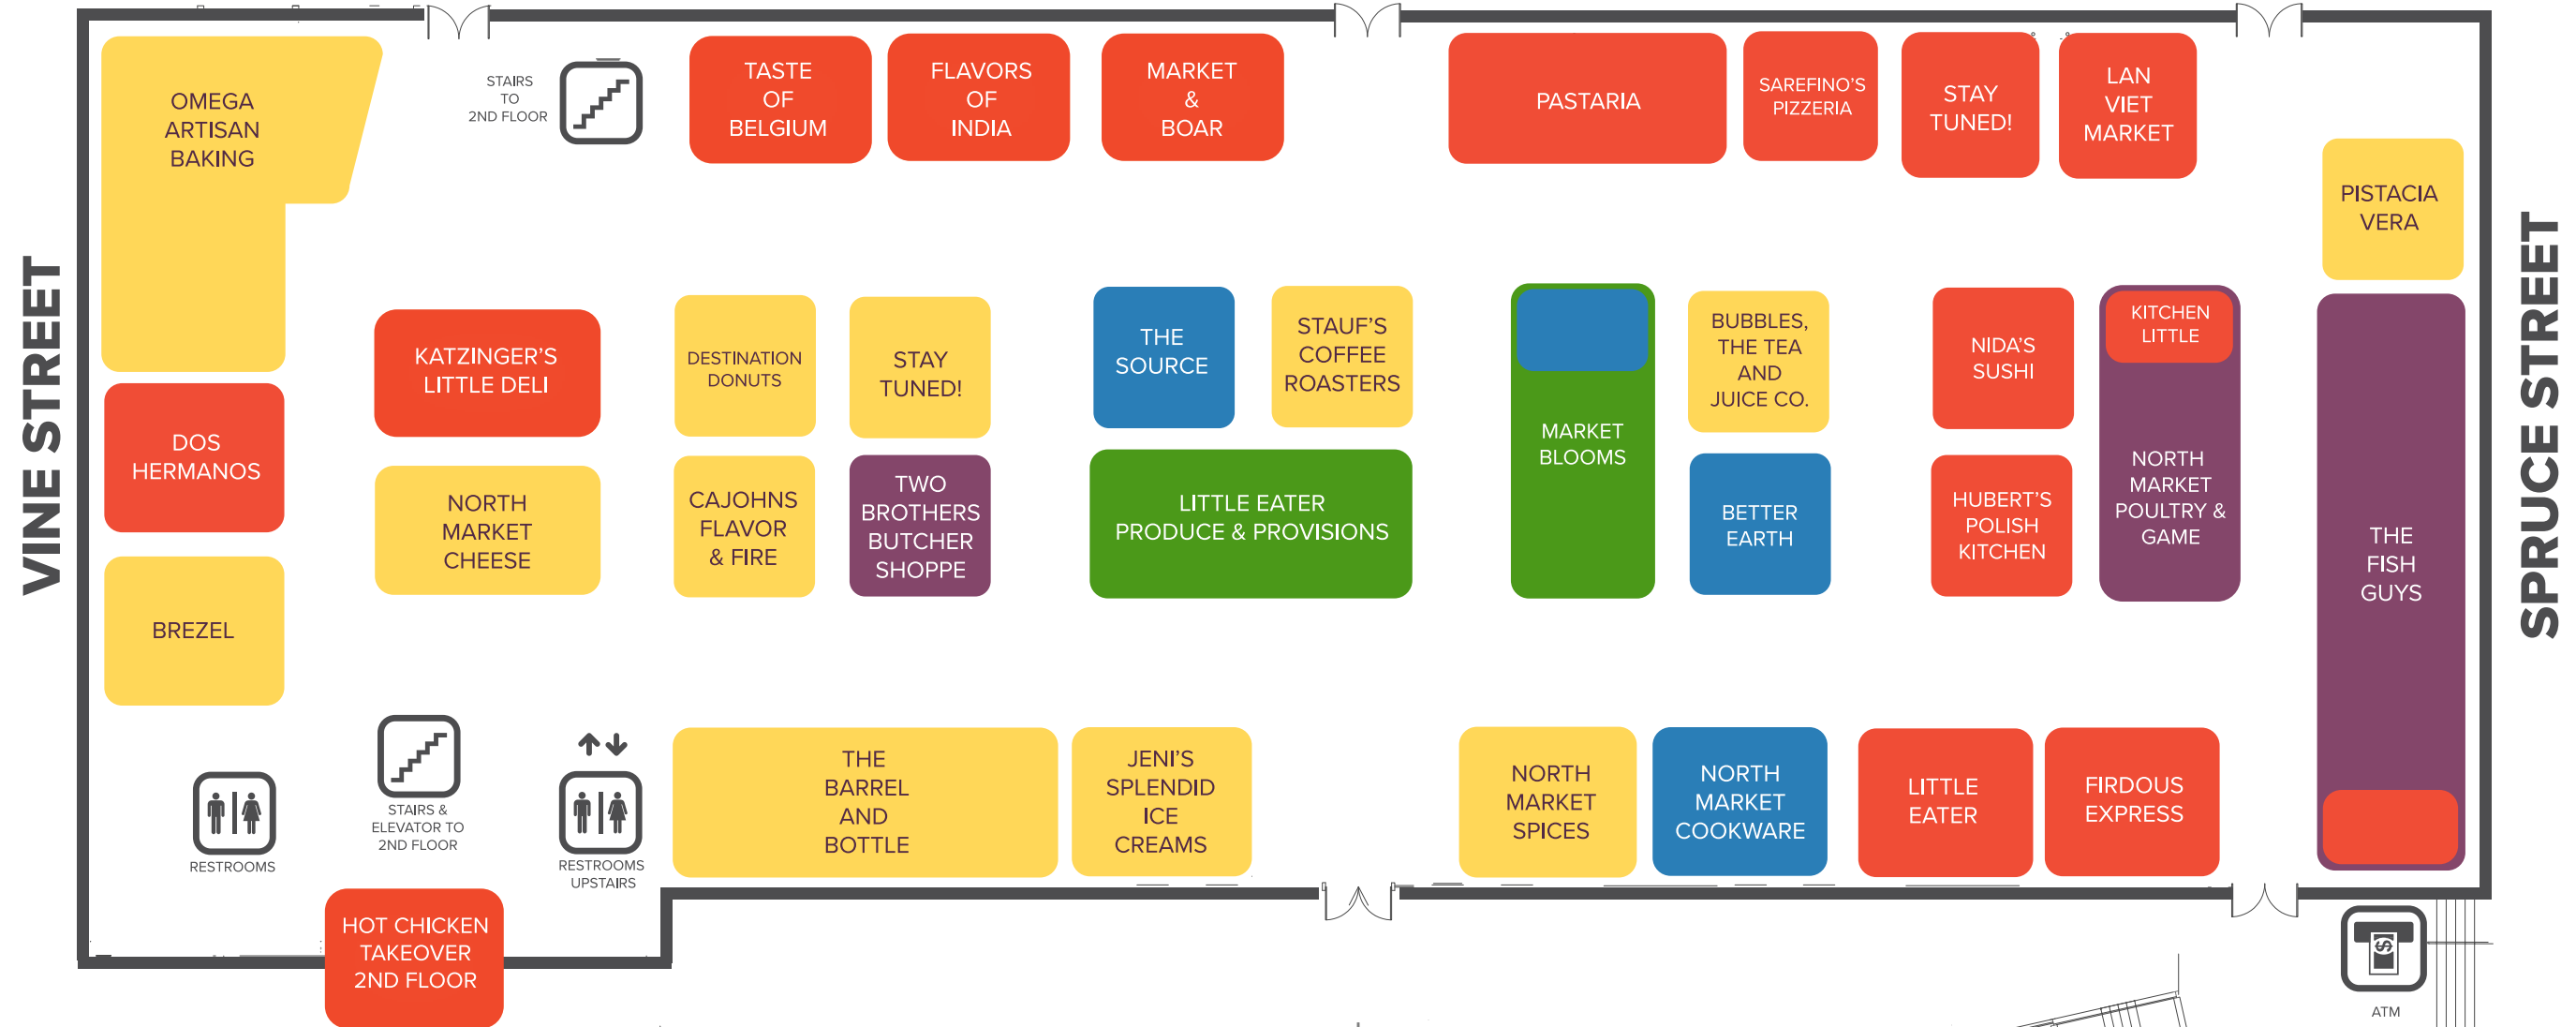 VINE STREET
OMEGA
ARTISAN
BAKING
STAIRS
TO
2ND FLOOR
TASTE
OF
BELGIUM
FLAVORS
OF
INDIA
MARKET
&
BOAR
PASTARIA
SAREFINO'S
PIZZERIA
STAY
TUNED!
LAN
VIET
MARKET
PISTACIA
VERA
SPRUCE STREET
DOS
HERMANOS
BREZEL
KATZINGER'S
LITTLE DELI
DESTINATION
DONUTS
STAY
TUNED!
THE
SOURCE
STAUF'S
COFFEE
ROASTERS
MARKET
BLOOMS
BUBBLES,
THE TEA
AND
JUICE CO.
NIDA'S
SUSHI
KITCHEN
LITTLE
NORTH
MARKET
CHEESE
CAJOHNS
FLAVOR
& FIRE
TWO
BROTHERS
BUTCHER
SHOPPE
LITTLE EATER
PRODUCE & PROVISIONS
BETTER
EARTH
HUBERT'S
POLISH
KITCHEN
NORTH
MARKET
POULTRY &
GAME
THE
FISH
GUYS
RESTROOMS
STAIRS &
ELEVATOR TO
2ND FLOOR
RESTROOMS
UPSTAIRS
THE
BARREL
AND
BOTTLE
JENI'S
SPLENDID
ICE
CREAMS
NORTH
MARKET
SPICES
NORTH
MARKET
COOKWARE
LITTLE
EATER
FIRDOUS
EXPRESS
HOT CHICKEN
TAKEOVER
2ND FLOOR
$
ATM